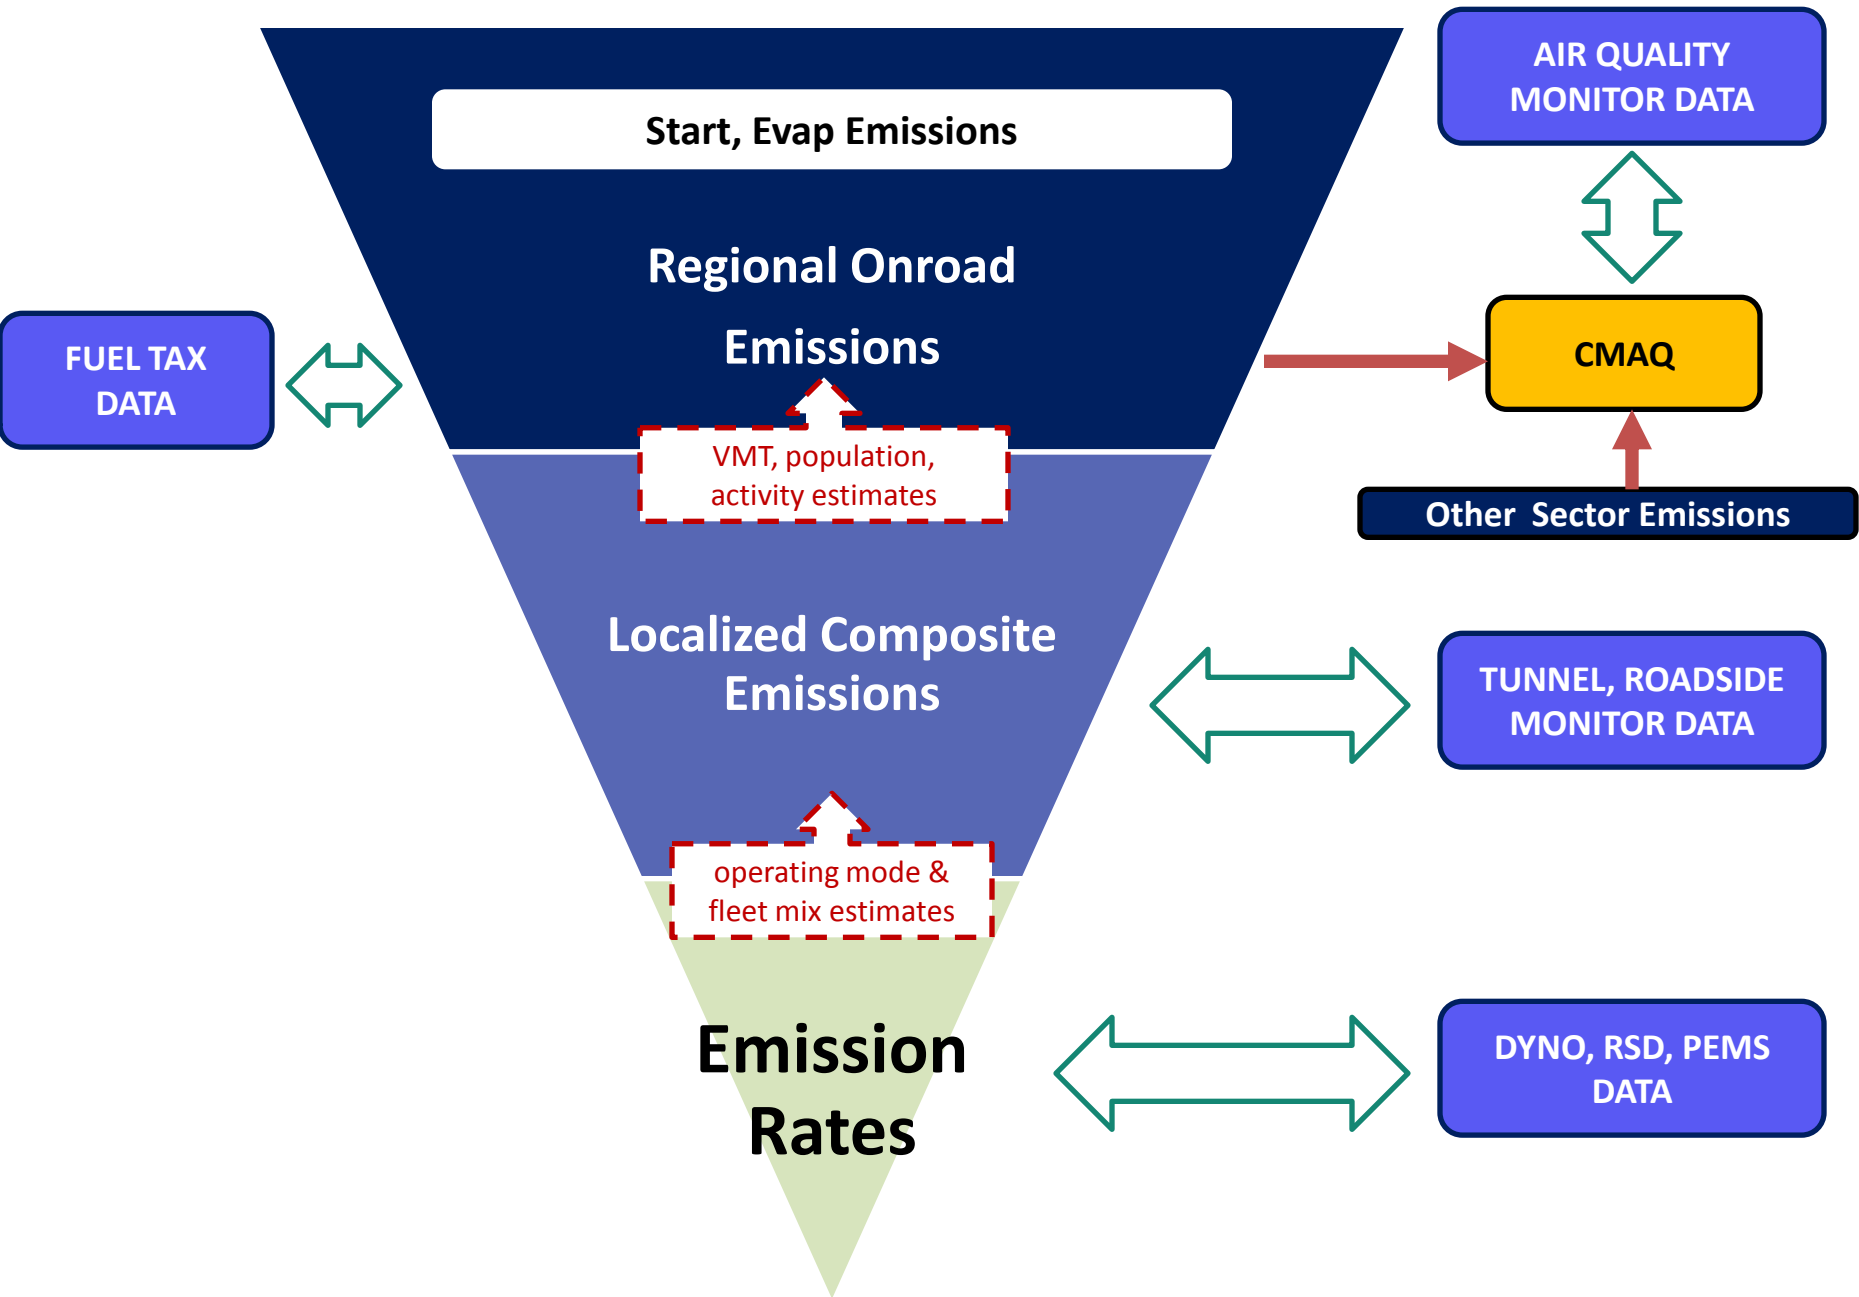 AIR QUALITY
MONITOR DATA
Start, Evap Emissions
Regional Onroad
Emissions
FUEL TAX
DATA
CMAQ
VMT, population,
activity estimates
Other  Sector Emissions
Localized Composite
Emissions
TUNNEL, ROADSIDE
MONITOR DATA
operating mode &
fleet mix estimates
Emission
Rates
DYNO, RSD, PEMS
DATA